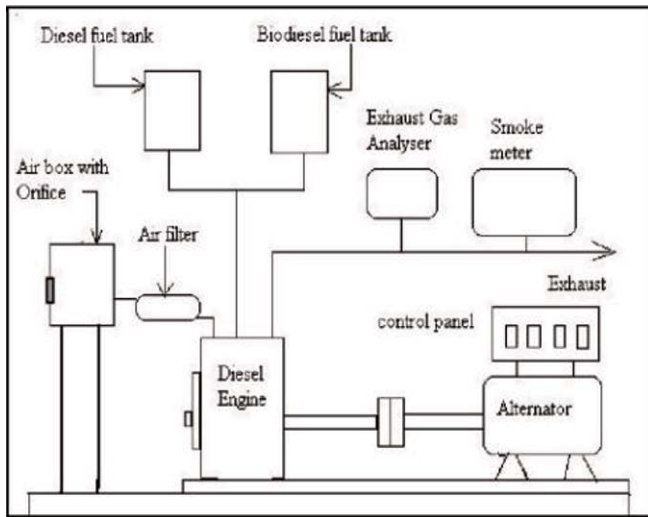 Diesel fuel tank
Biodiesel fuel tank
Exhaust Gas
Analyser
Smoke
meter
Air box with
Orifice
Air filter
Exhaust
control panel
Diesel
Engine
Alternator